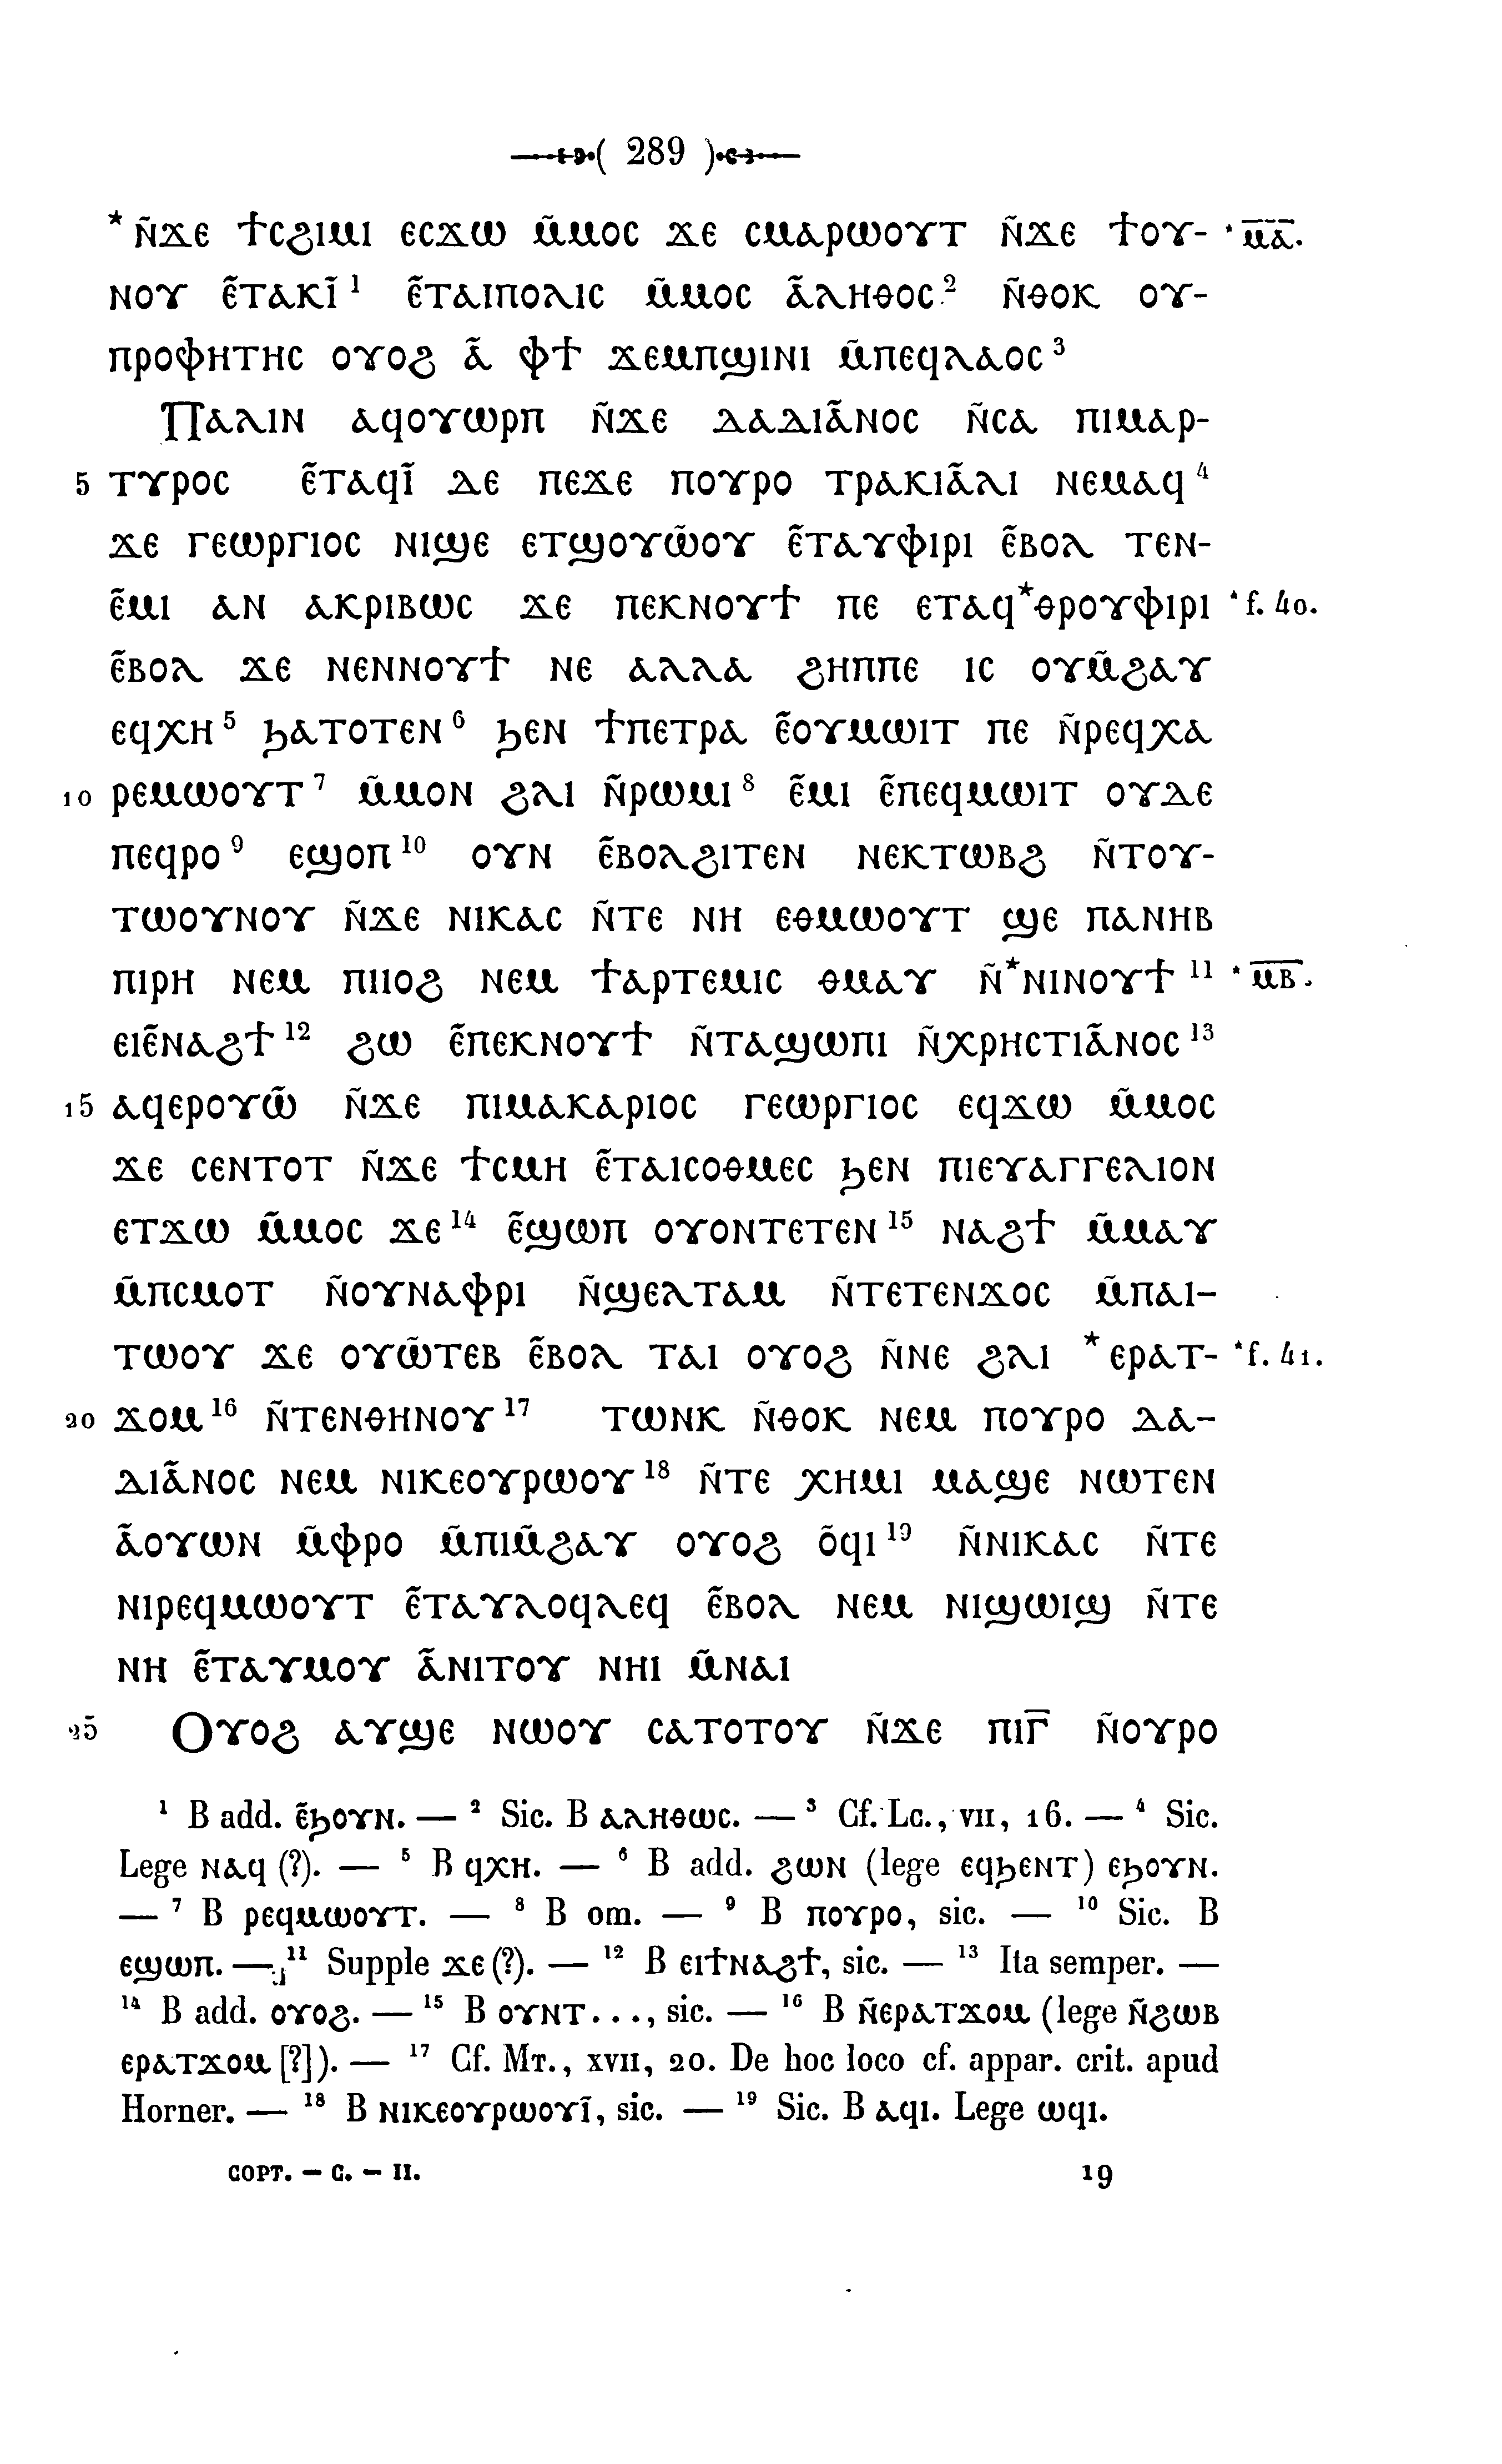 ( 289 )
* ⲛ̃ϫⲉ ϯⲥϩⲓⲙⲓ ⲉⲥϫⲱ ⲙ̃ⲙⲟⲥ ϫⲉ ⲥⲙⲁⲣⲱⲟⲩⲧ ⲛ̃ϫⲉ ϯⲟⲩ- * ⲙ̅ⲁ̅.
ⲛⲟⲩ ⲉ̃ⲧⲁⲕⲓ̃ ¹ ⲉ̃ⲧⲁⲓⲡⲟⲗⲓⲥ ⲙ̃ⲙⲟⲥ ⲁ̃ⲗⲏⲑⲟⲥ ² ⲛ̃ⲑⲟⲕ ⲟⲩ-
ⲡⲣⲟⲫⲏⲧⲏⲥ ⲟⲩⲟϩ ⲁ̃ ⲫϯ ϫⲉⲙⲡϣⲓⲛⲓ ⲙ̃ⲡⲉϥⲗⲁⲟⲥ ³
Ⲡⲁⲗⲓⲛ ⲁϥⲟⲩⲱⲣⲡ ⲛ̃ϫⲉ ⲇⲁⲇⲓⲁ̃ⲛⲟⲥ ⲛ̃ⲥⲁ ⲡⲓⲙⲁⲣ-
5 ⲧⲩⲣⲟⲥ ⲉ̃ⲧⲁϥⲓ̃ ⲇⲉ ⲡⲉϫⲉ ⲡⲟⲩⲣⲟ ⲧⲣⲁⲕⲓⲁ̃ⲗⲓ ⲛⲉⲙⲁϥ ⁴
ϫⲉ ⲅⲉⲱⲣⲅⲓⲟⲥ ⲛⲓϣⲉ ⲉⲧϣⲟⲩⲱ̃ⲟⲩ ⲉ̃ⲧⲁⲩⲫⲓⲣⲓ ⲉ̃ⲃⲟⲗ ⲧⲉⲛ-
ⲉ̃ⲙⲓ ⲁⲛ ⲁⲕⲣⲓⲃⲱⲥ ϫⲉ ⲡⲉⲕⲛⲟⲩϯ ⲡⲉ ⲉⲧⲁϥ*ⲑⲣⲟⲩⲫⲓⲣⲓ * f. 40.
ⲉ̃ⲃⲟⲗ ϫⲉ ⲛⲉⲛⲛⲟⲩϯ ⲛⲉ ⲁⲗⲗⲁ ϩⲏⲡⲡⲉ ⲓⲥ ⲟⲩⲙ̃ϩⲁⲩ
ⲉϥⲭⲏ ⁵ ϧⲁⲧⲟⲧⲉⲛ ⁶ ϧⲉⲛ ϯⲡⲉⲧⲣⲁ ⲉ̃ⲟⲩⲙⲱⲓⲧ ⲡⲉ ⲛ̃ⲣⲉϥⲭⲁ
10 ⲣⲉⲙⲱⲟⲩⲧ ⁷ ⲙ̃ⲙⲟⲛ ϩⲗⲓ ⲛ̃ⲣⲱⲙⲓ ⁸ ⲉ̃ⲙⲓ ⲉ̃ⲡⲉϥⲙⲱⲓⲧ ⲟⲩⲇⲉ
ⲡⲉϥⲣⲟ ⁹ ⲉϣⲟⲡ ¹⁰ ⲟⲩⲛ ⲉ̃ⲃⲟⲗϩⲓⲧⲉⲛ ⲛⲉⲕⲧⲱⲃϩ ⲛ̃ⲧⲟⲩ-
ⲧⲱⲟⲩⲛⲟⲩ ⲛ̃ϫⲉ ⲛⲓⲕⲁⲥ ⲛ̃ⲧⲉ ⲛⲏ ⲉⲑⲙⲱⲟⲩⲧ ϣⲉ ⲡⲁⲛⲏⲃ
ⲡⲓⲣⲏ ⲛⲉⲙ ⲡⲓⲓⲟϩ ⲛⲉⲙ ϯⲁⲣⲧⲉⲙⲓⲥ ⲑⲙⲁⲩ ⲛ̃*ⲛⲓⲛⲟⲩϯ ¹¹ * ⲙ̅ⲃ̅.
ⲉⲓⲉ̃ⲛⲁϩϯ ¹² ϩⲱ ⲉ̃ⲡⲉⲕⲛⲟⲩϯ ⲛ̃ⲧⲁϣⲱⲡⲓ ⲛ̃ⲭⲣⲏⲥⲧⲓⲁ̃ⲛⲟⲥ ¹³
15 ⲁϥⲉⲣⲟⲩⲱ̃ ⲛ̃ϫⲉ ⲡⲓⲙⲁⲕⲁⲣⲓⲟⲥ ⲅⲉⲱⲣⲅⲓⲟⲥ ⲉϥϫⲱ ⲙ̃ⲙⲟⲥ
ϫⲉ ⲥⲉⲛⲧⲟⲧ ⲛ̃ϫⲉ ϯⲥⲙⲏ ⲉ̃ⲧⲁⲓⲥⲟⲑⲙⲉⲥ ϧⲉⲛ ⲡⲓⲉⲩⲁⲅⲅⲉⲗⲓⲟⲛ
ⲉⲧϫⲱ ⲙ̃ⲙⲟⲥ ϫⲉ ¹⁴ ⲉ̃ϣⲱⲡ ⲟⲩⲟⲛⲧⲉⲧⲉⲛ ¹⁵ ⲛⲁϩϯ ⲙ̃ⲙⲁⲩ
ⲙ̃ⲡⲥⲙⲟⲧ ⲛ̃ⲟⲩⲛⲁⲫⲣⲓ ⲛ̃ϣⲉⲗⲧⲁⲙ ⲛ̃ⲧⲉⲧⲉⲛϫⲟⲥ ⲙ̃ⲡⲁⲓ-
ⲧⲱⲟⲩ ϫⲉ ⲟⲩⲱ̃ⲧⲉⲃ ⲉ̃ⲃⲟⲗ ⲧⲁⲓ ⲟⲩⲟϩ ⲛ̃ⲛⲉ ϩⲗⲓ * ⲉⲣⲁⲧ- * f. 41.
20 ϫⲟⲙ ¹⁶ ⲛ̃ⲧⲉⲛⲑⲏⲛⲟⲩ ¹⁷ ⲧⲱⲛⲕ ⲛ̃ⲑⲟⲕ ⲛⲉⲙ ⲡⲟⲩⲣⲟ ⲇⲁ-
ⲇⲓⲁ̃ⲛⲟⲥ ⲛⲉⲙ ⲛⲓⲕⲉⲟⲩⲣⲱⲟⲩ ¹⁸ ⲛ̃ⲧⲉ ⲭⲏⲙⲓ ⲙⲁϣⲉ ⲛⲱⲧⲉⲛ
ⲁ̃ⲟⲩⲱⲛ ⲙ̃ⲫⲣⲟ ⲙ̃ⲡⲓⲙ̃ϩⲁⲩ ⲟⲩⲟϩ ⲟ̃ϥⲓ ¹⁹ ⲛ̃ⲛⲓⲕⲁⲥ ⲛ̃ⲧⲉ
ⲛⲓⲣⲉϥⲙⲱⲟⲩⲧ ⲉ̃ⲧⲁⲩⲗⲟϥⲗⲉϥ ⲉ̃ⲃⲟⲗ ⲛⲉⲙ ⲛⲓϣⲱⲓϣ ⲛ̃ⲧⲉ
ⲛⲏ ⲉ̃ⲧⲁⲩⲙⲟⲩ ⲁ̃ⲛⲓⲧⲟⲩ ⲛⲏⲓ ⲙ̃ⲛⲁⲓ
25 Ⲟⲩⲟϩ ⲁⲩϣⲉ ⲛⲱⲟⲩ ⲥⲁⲧⲟⲧⲟⲩ ⲛ̃ϫⲉ ⲡⲓⲅ̅ ⲛ̃ⲟⲩⲣⲟ
¹ B add. ⲉ̃ϧⲟⲩⲛ. — ² Sic. B ⲁⲗⲏⲑⲱⲥ. — ³ Cf. Lc., VII, 16. — ⁴ Sic.
Lege ⲛⲁϥ (?). — ⁵ B ϥⲭⲏ. — ⁶ B add. ϩⲱⲛ (lege ⲉϥϧⲉⲛⲧ) ⲉϧⲟⲩⲛ.
— ⁷ B ⲣⲉϥⲙⲱⲟⲩⲧ. — ⁸ B om. — ⁹ B ⲡⲟⲩⲣⲟ, sic. — ¹⁰ Sic. B
ⲉϣⲱⲡ. — ¹¹ Supple ϫⲉ (?). — ¹² B ⲉⲓϯⲛⲁϩϯ, sic. — ¹³ Ita semper. —
¹⁴ B add. ⲟⲩⲟϩ. — ¹⁵ B ⲟⲩⲛⲧ..., sic. — ¹⁶ B ⲛ̃ⲉⲣⲁⲧϫⲟⲙ (lege ⲛ̃ϩⲱⲃ
ⲉⲣⲁⲧϫⲟⲙ [?]). — ¹⁷ Cf. Mt., XVII, 20. De hoc loco cf. appar. crit. apud
Horner. — ¹⁸ B ⲛⲓⲕⲉⲟⲩⲣⲱⲟⲩⲓ̃, sic. — ¹⁹ Sic. B ⲁϥⲓ. Lege ⲱϥⲓ.
COPT. — C. — II. 19